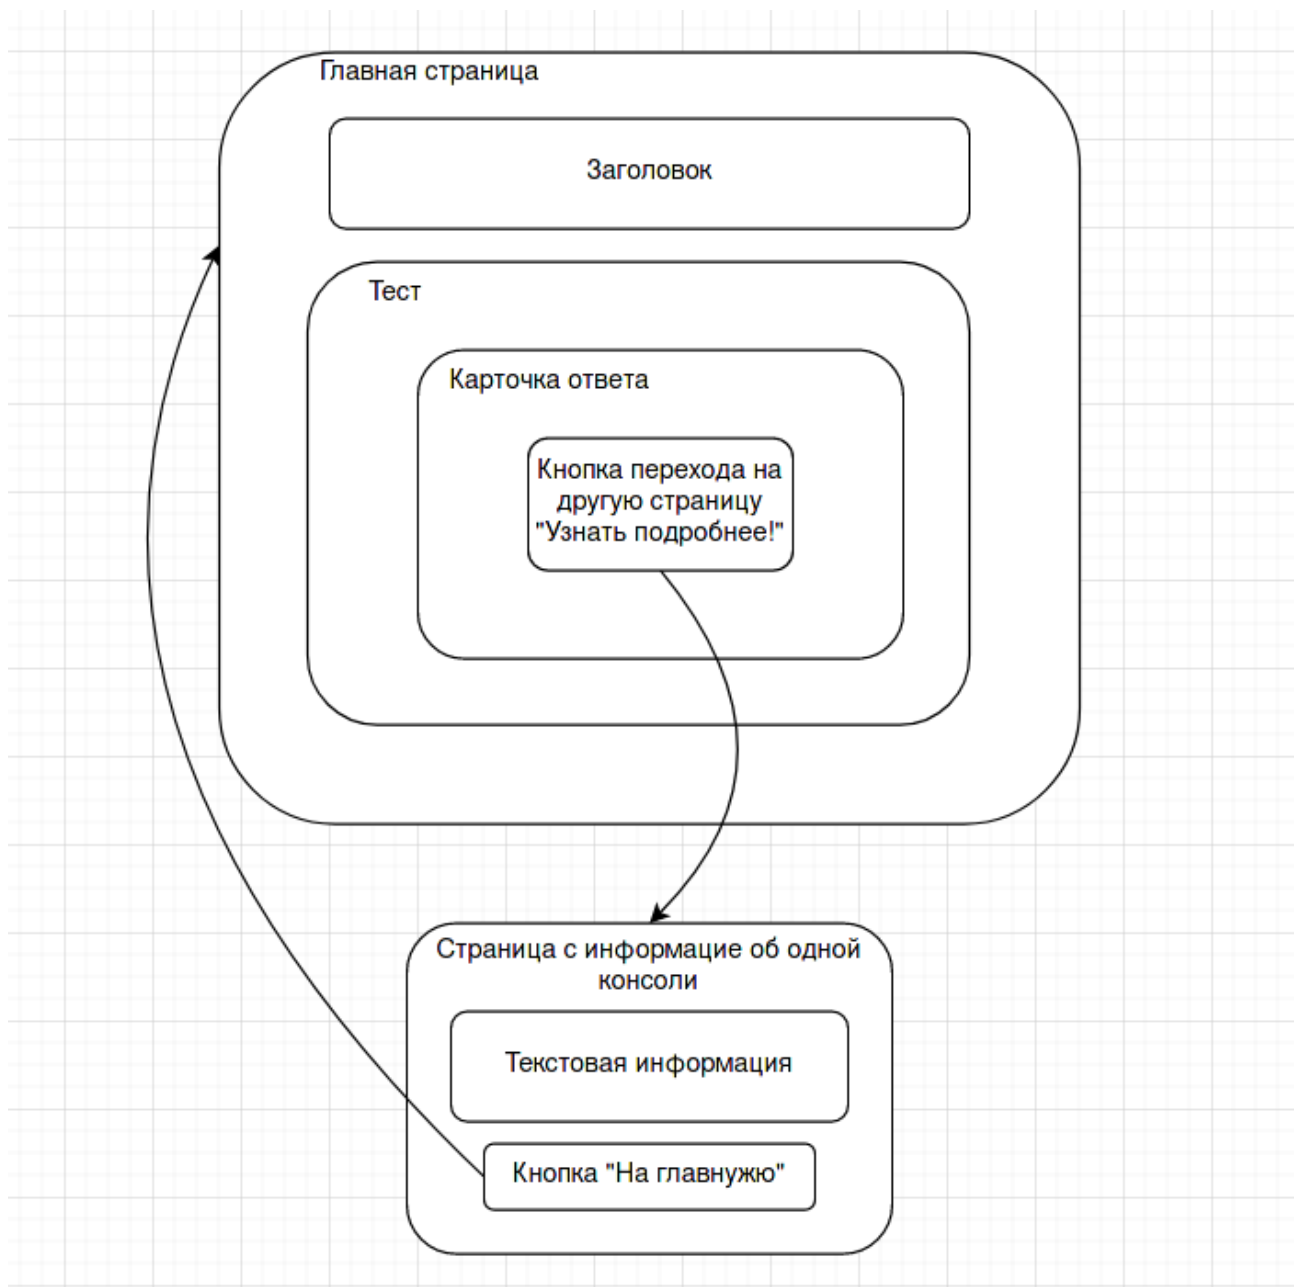 Главная страница
Заголовок
Тест
Карточка ответа
Кнопка перехода на
другую страницу
"Узнать подробнее!"
Страница с информацие об одной
консоли
Текстовая информация
Кнопка "На главнужю"